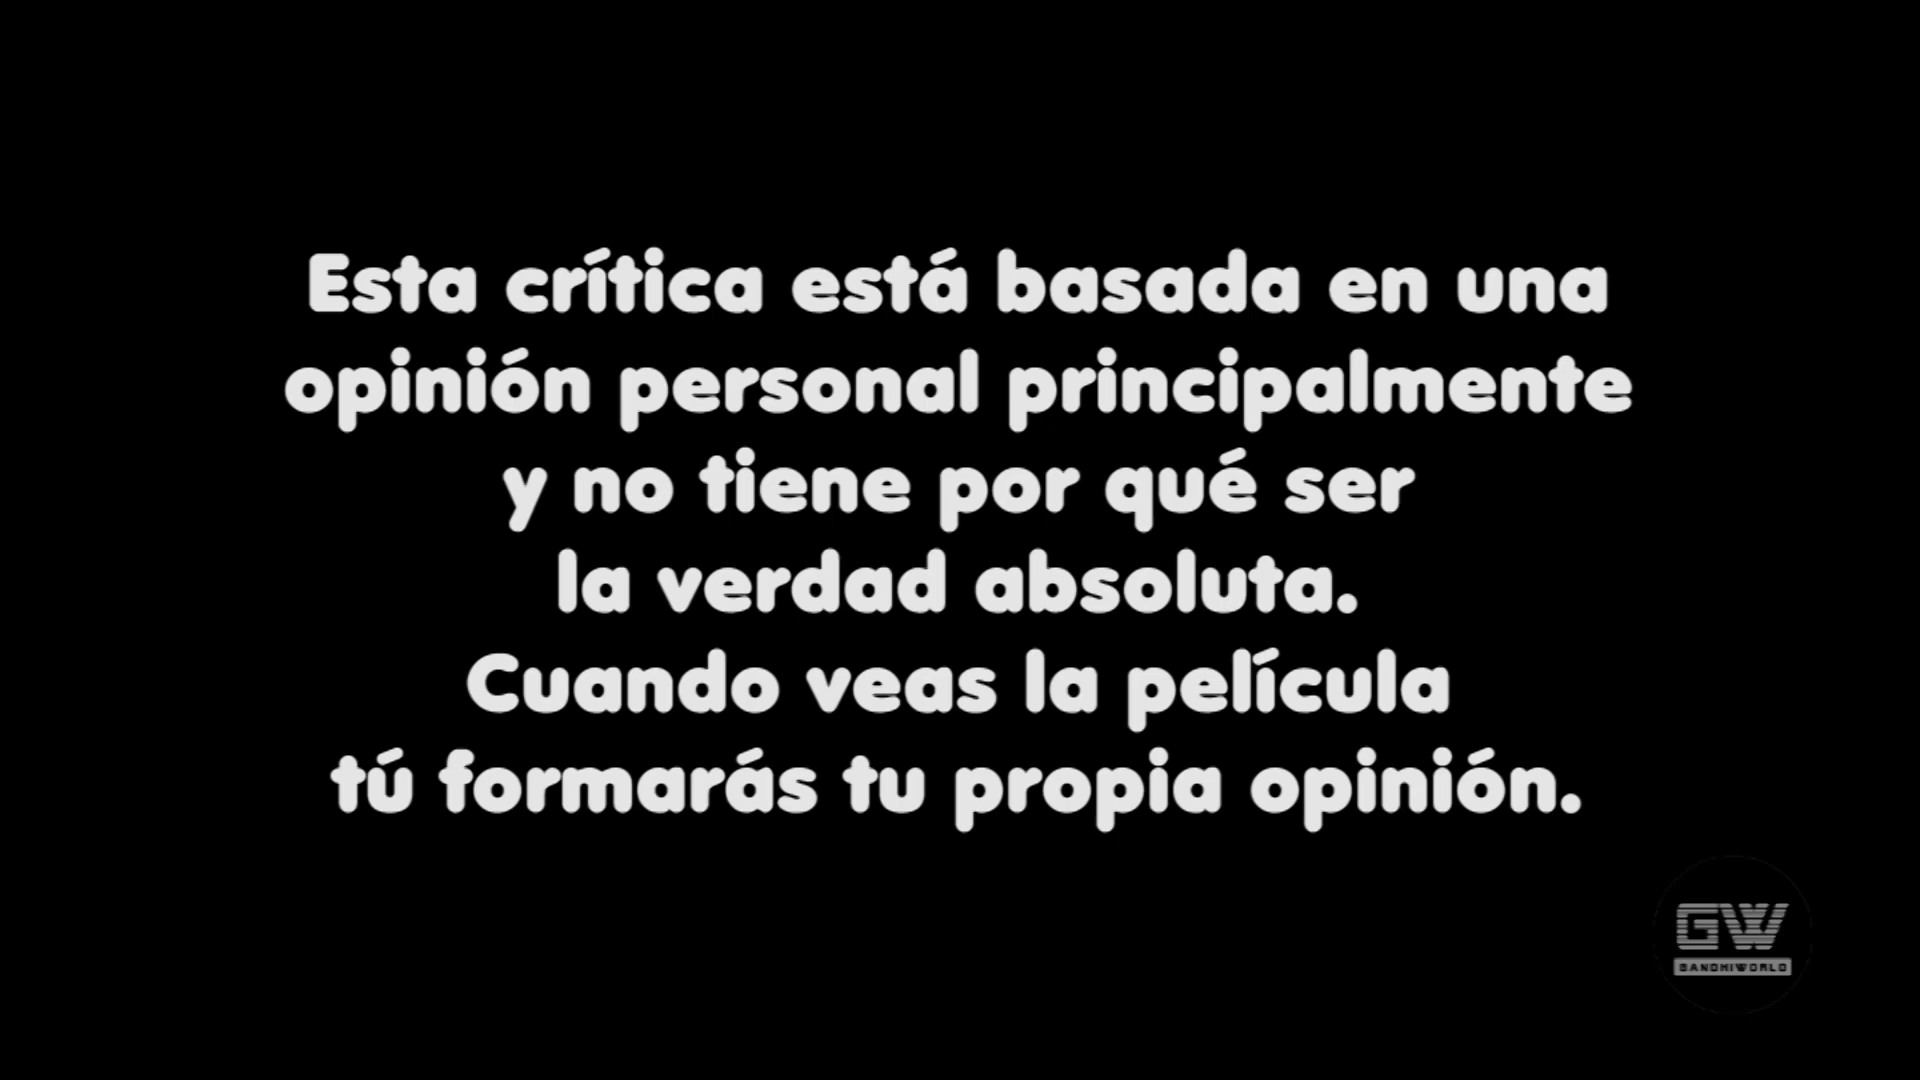 Esta crítica está basada en una
opinión personal principalmente
y no tiene por qué ser
la verdad absoluta.
Cuando veas la película
tú formarás tu propia opinión.
GW
GANDHIWORLD